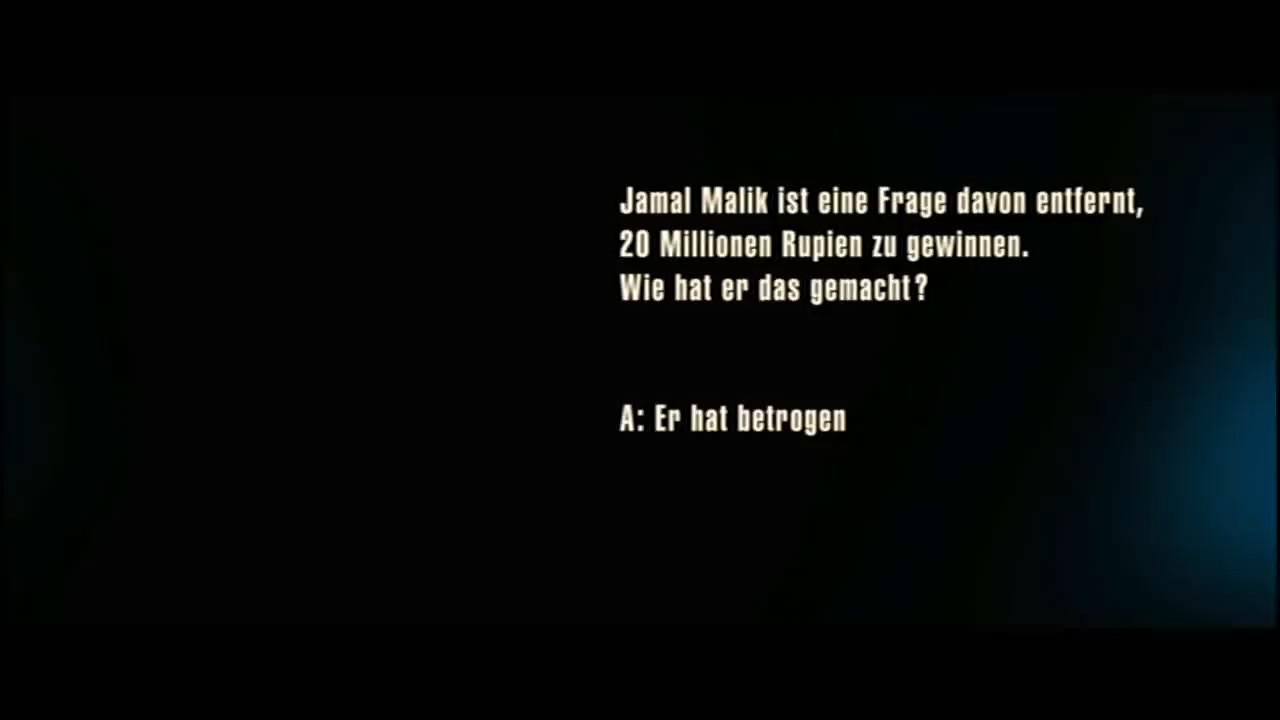 Jamal Malik ist eine Frage davon entfernt,
20 Millionen Rupien zu gewinnen.
Wie hat er das gemacht?
A: Er hat betrogen